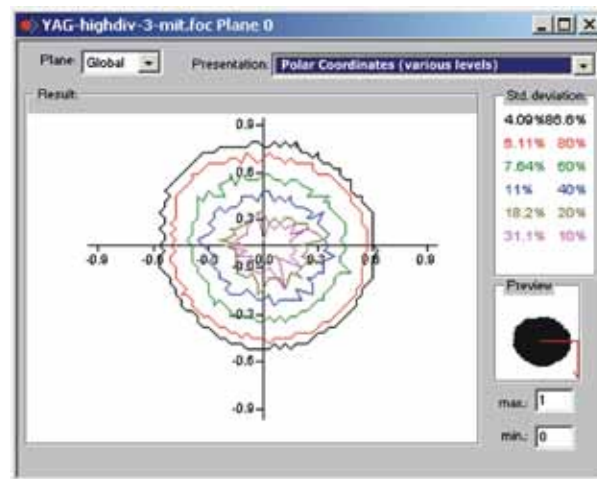 YAG-highdiv-3-mit.foc Plane 0
Plane: Global Presentation: Polar Coordinates (various levels)
Result:
Std. deviation:
4.09%86.6%
5.11% 80%
7.64% 60%
11% 40%
18.2% 20%
31.1% 10%
0.9
0.6
0.3
-0.9 -0.6 -0.3 0.0 0.3 0.6 0.9
-0.0
-0.3
-0.6
-0.9
Preview
max.: 1
min.: 0